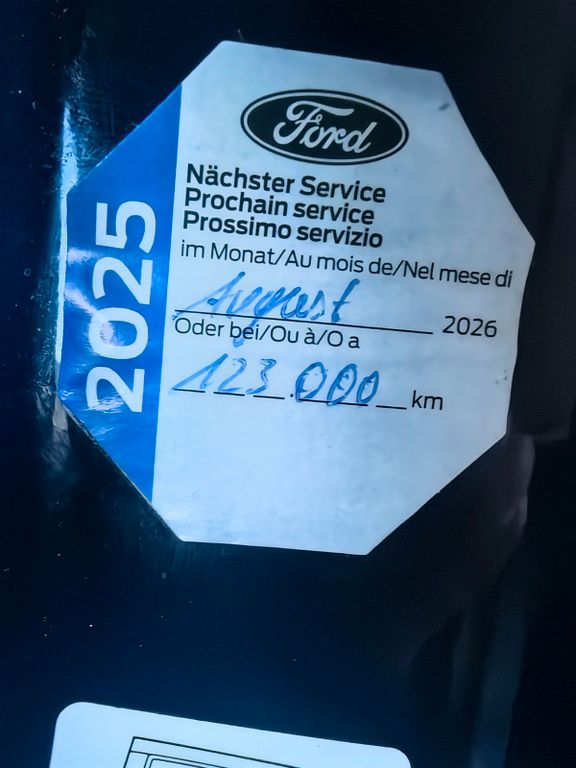 Ford
2025
Nächster Service
Prochain service
Prossimo servizio
im Monat/Au mois de/Nel mese di
August 2026
Oder bei/Ou à/O a
123.000 km